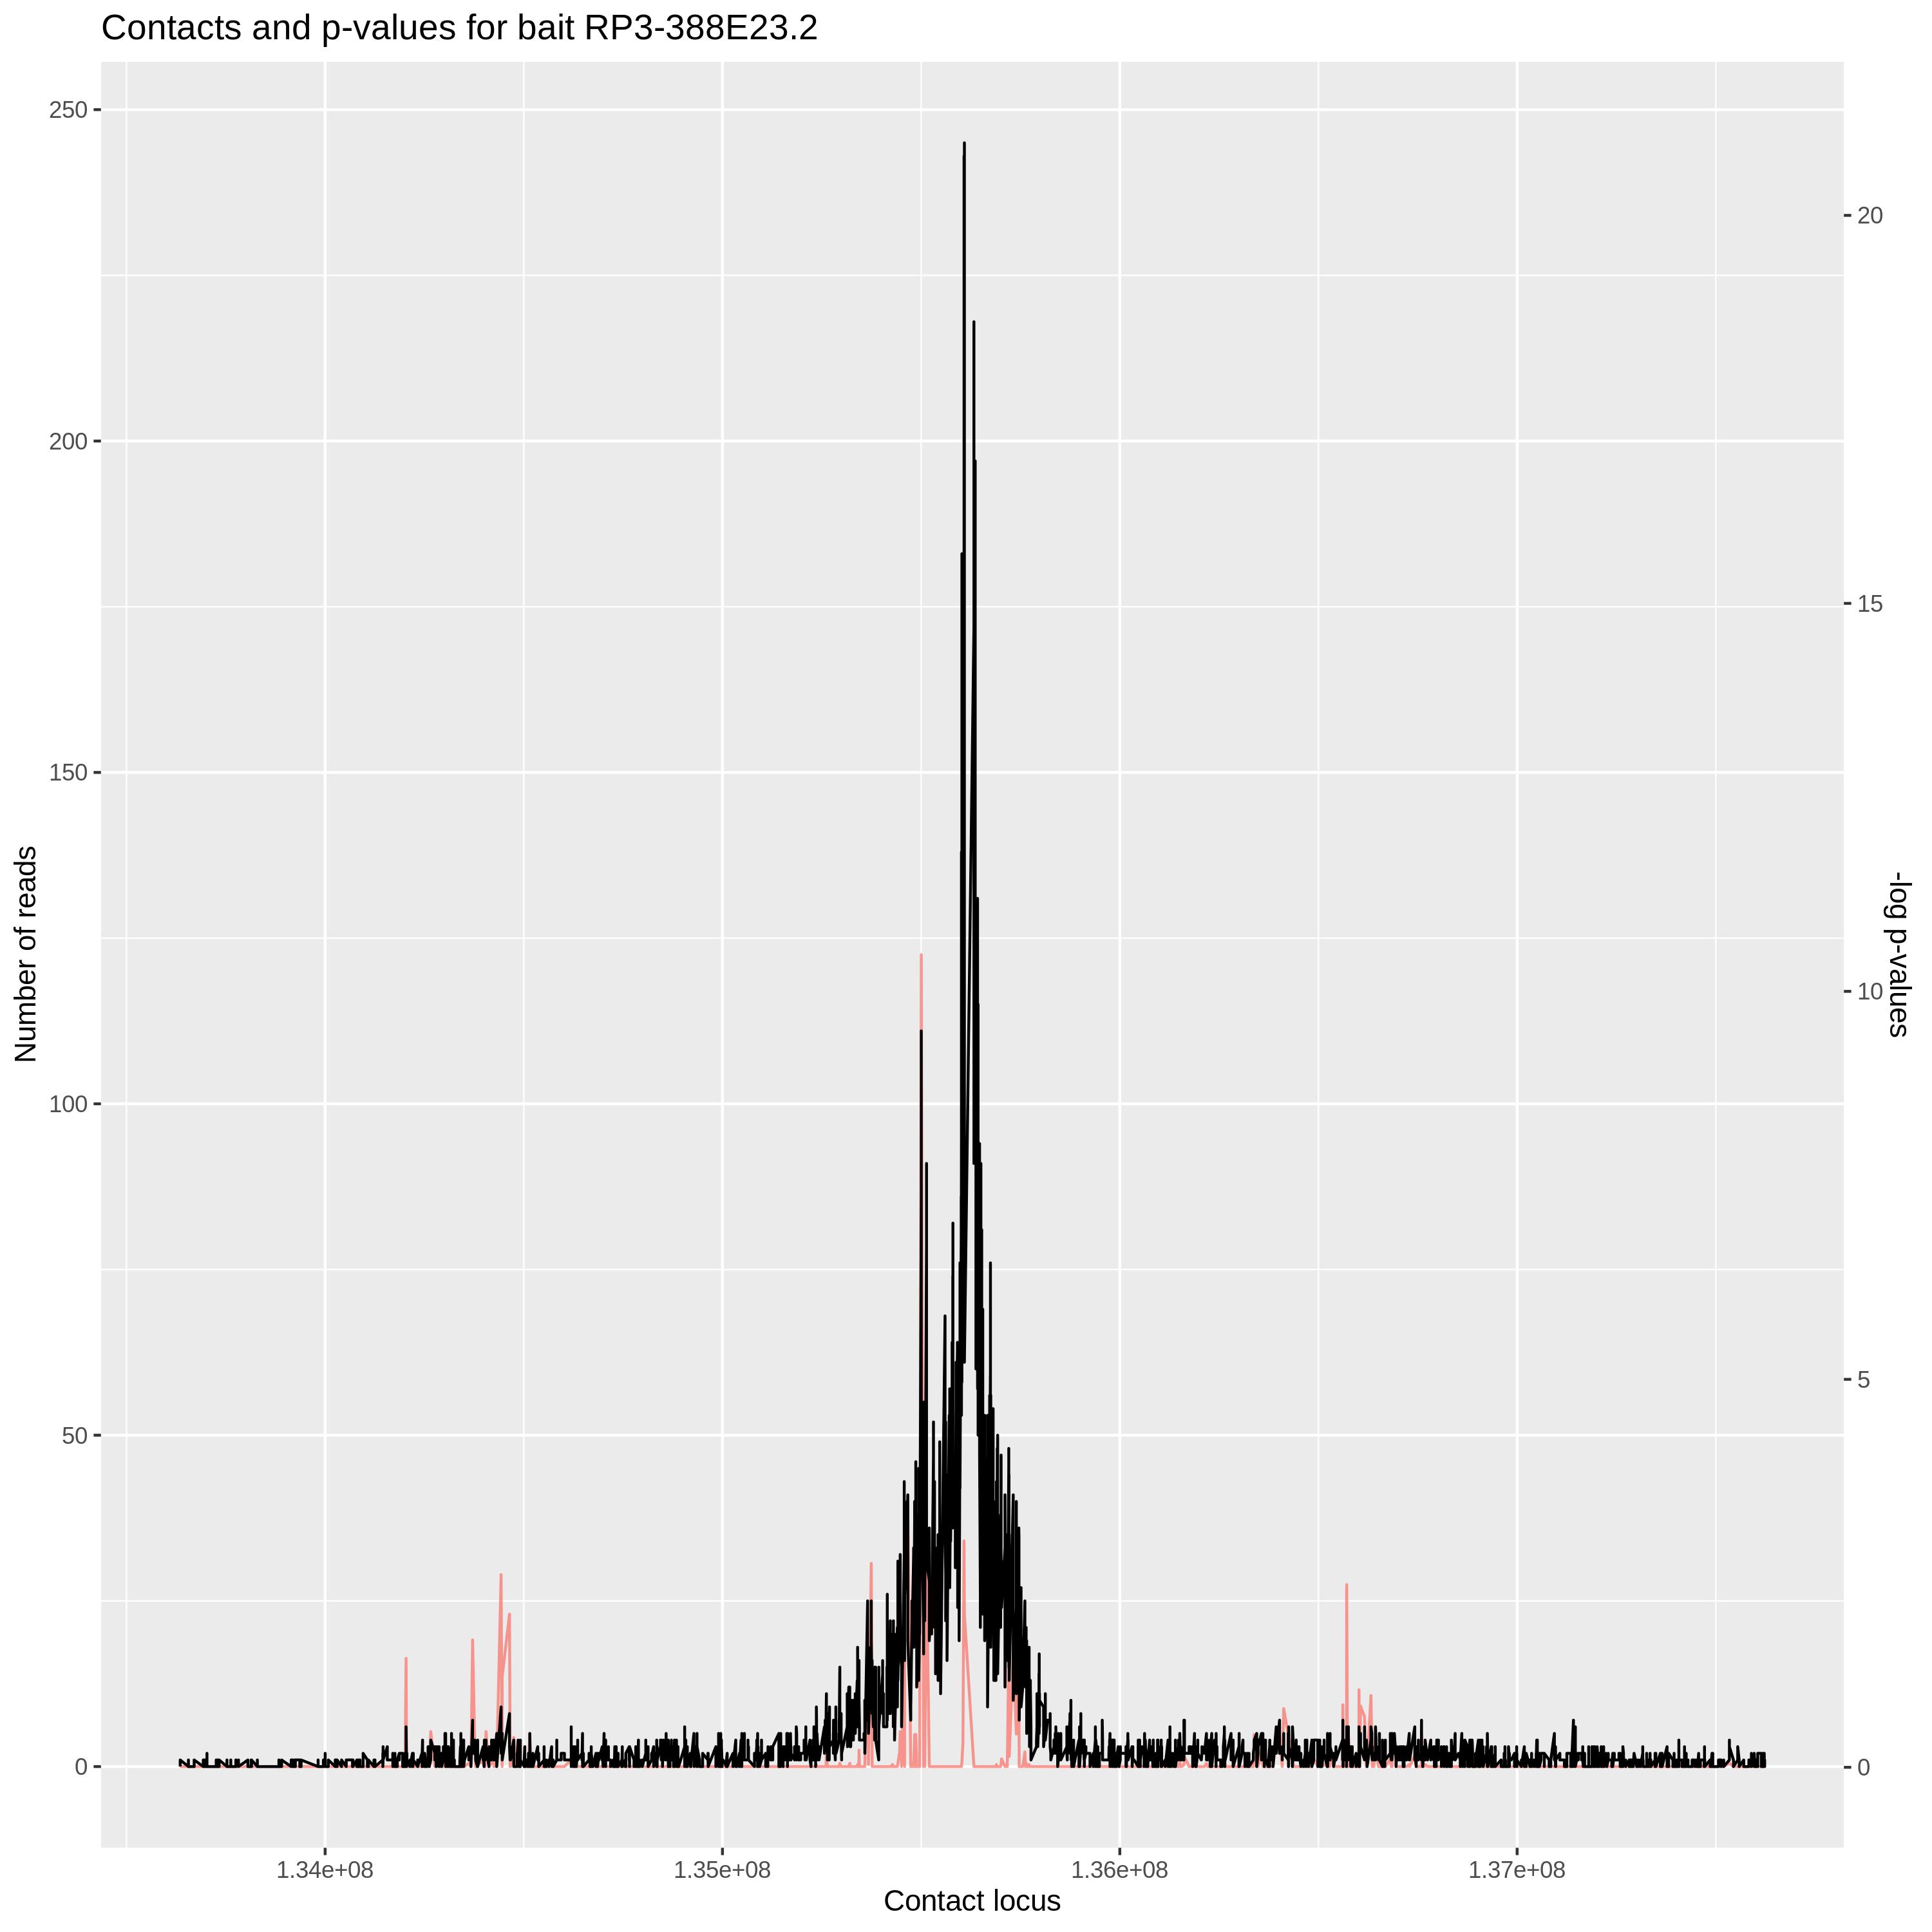 Contacts and p-values for bait RP3-388E23.2
250
200
150
100
50
0
Number of reads
20
15
10
5
0
-log p-values
1.34e+08
1.35e+08
1.36e+08
1.37e+08
Contact locus